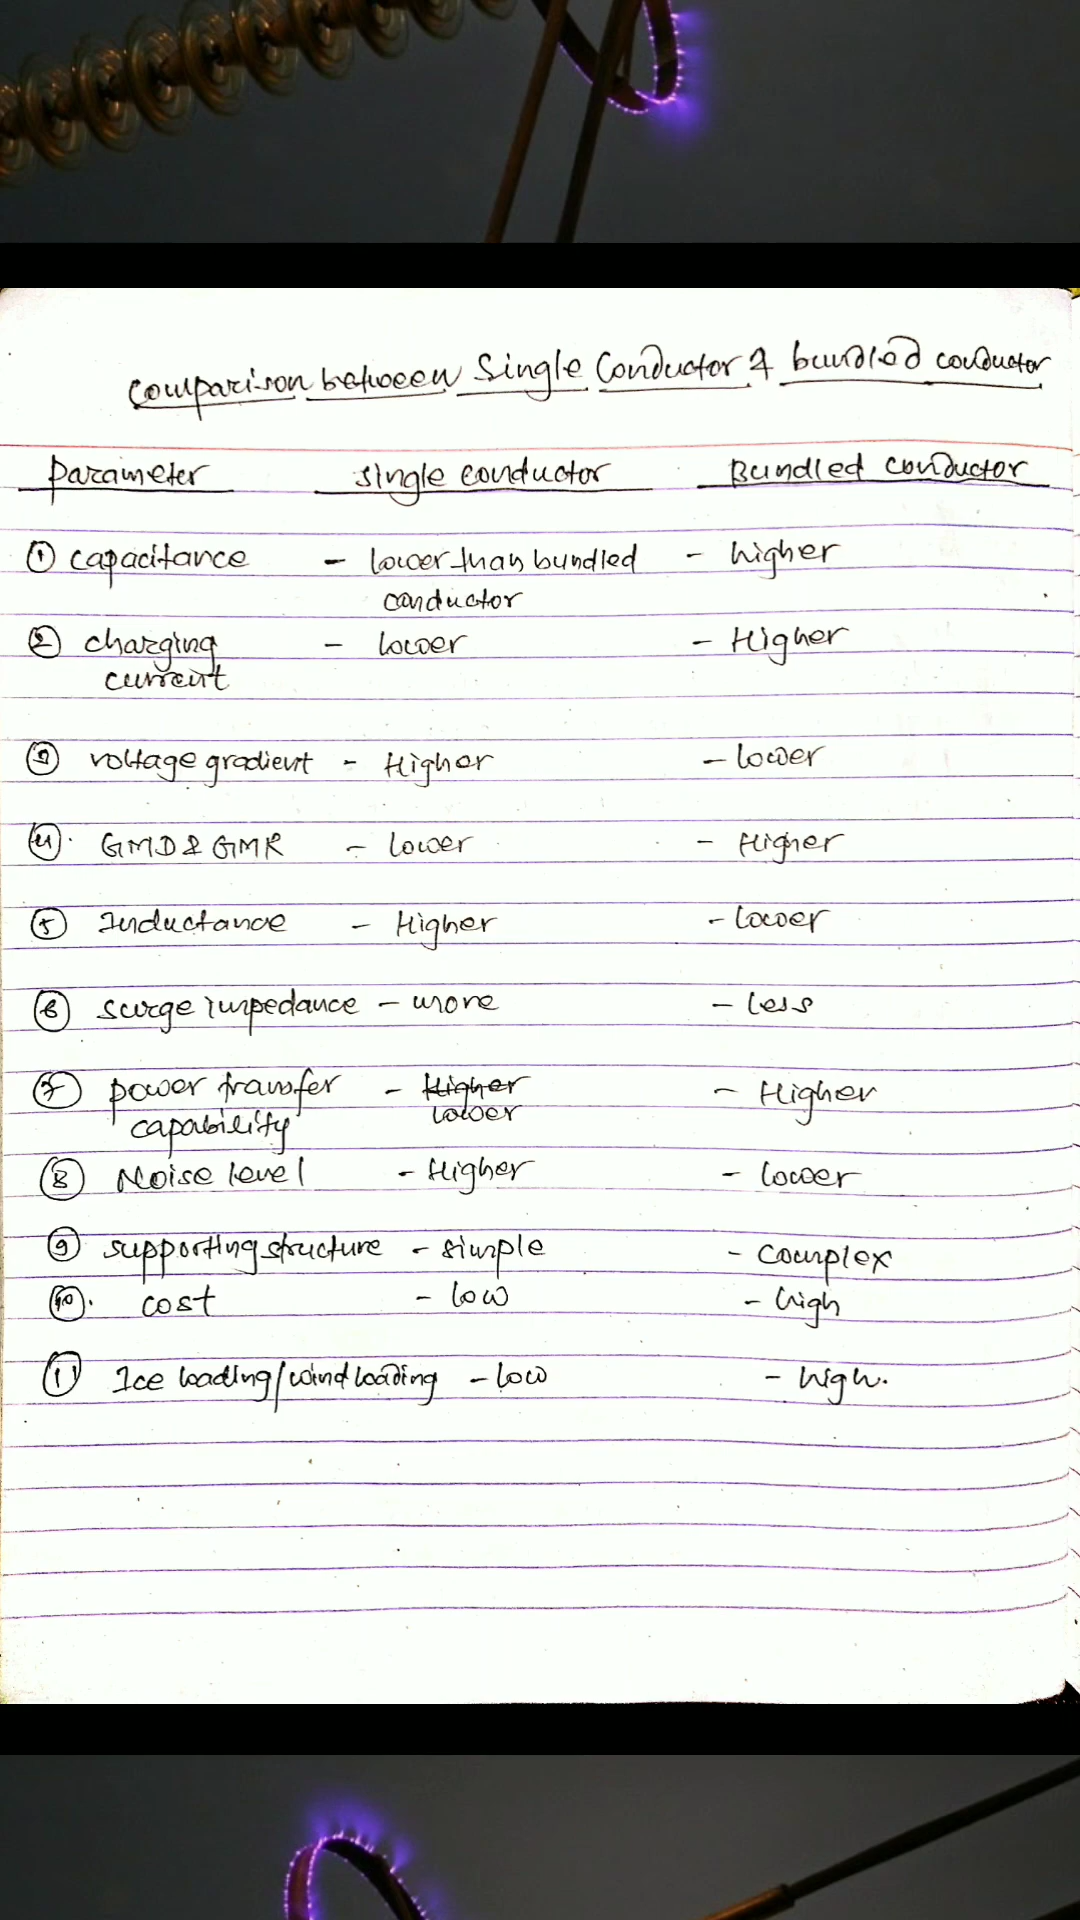 Comparison between Single Conductor & bundled conductor
Parameter single conductor Bundled conductor
① capacitance - lower than bundled - higher
conductor
② charging - lower - Higher
current
③ voltage gradient - Higher - lower
④. GMD & GMR - lower - Higher
⑤ Inductance - Higher - lower
⑥ surge impedance - more - less
⑦ power transfer - Higher - Higher
capability lower
⑧ Noise level - Higher - lower
⑨ supporting structure - simple - complex
⑩. cost - low - high
⑪ Ice loading/wind loading - low - high.